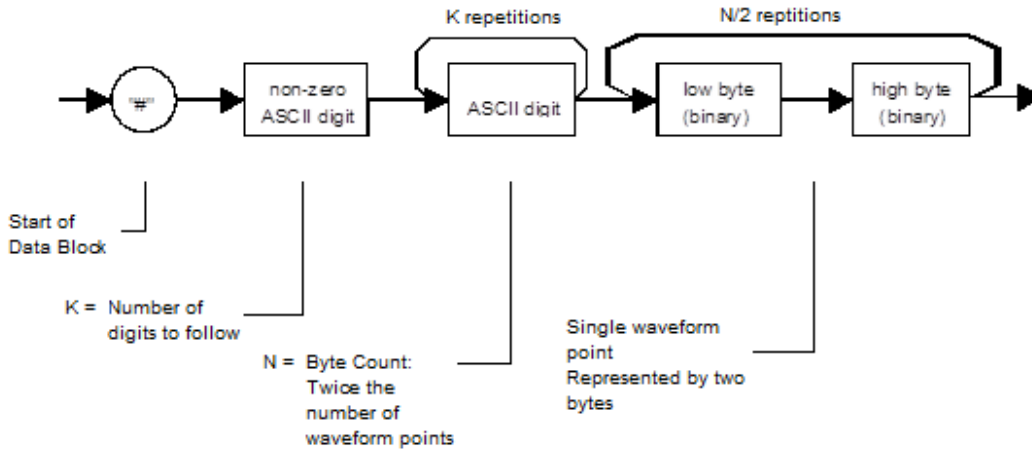 K repetitions
N/2 reptitions
"#"
non-zero
ASCII digit
ASCII digit
low byte
(binary)
high byte
(binary)
Start of
Data Block
K = Number of
digits to follow
N = Byte Count:
Twice the
number of
waveform points
Single waveform
point
Represented by two
bytes